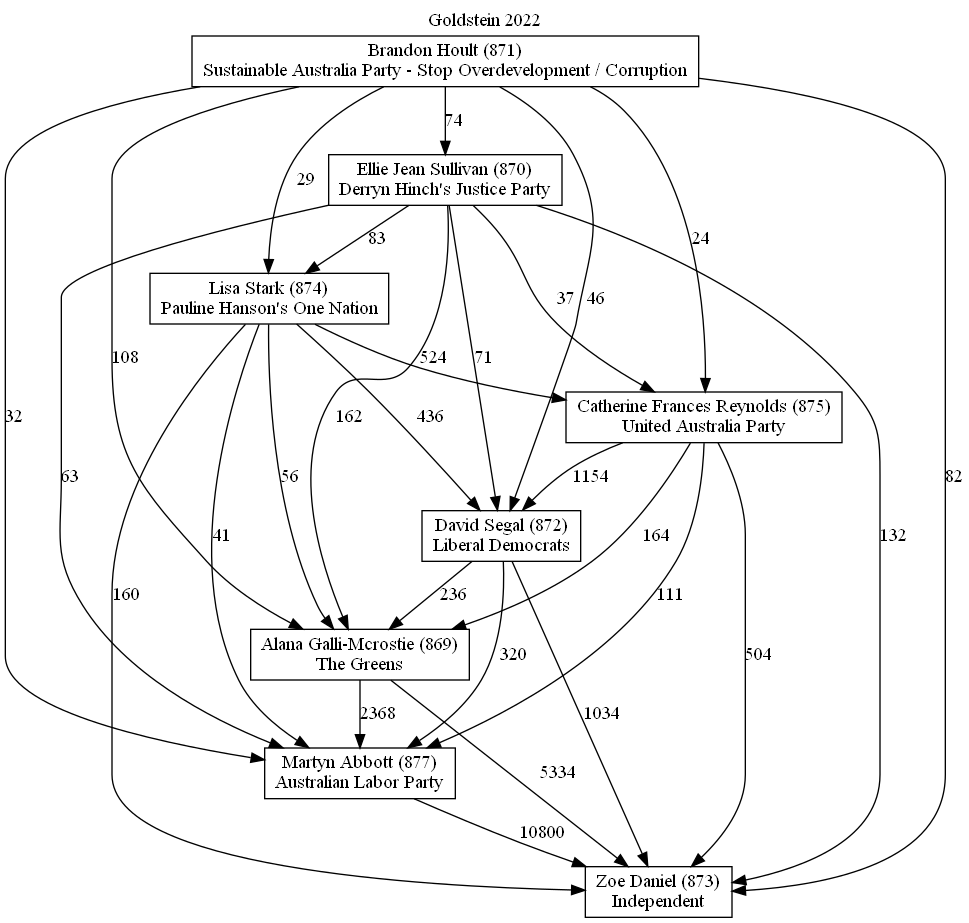 Goldstein 2022
Brandon Hoult (871)
Sustainable Australia Party - Stop Overdevelopment / Corruption
74
Ellie Jean Sullivan (870)
Derryn Hinch's Justice Party
29
83
24
Lisa Stark (874)
Pauline Hanson's One Nation
37
46
108
524
71
32
162
436
Catherine Frances Reynolds (875)
United Australia Party
63
56
1154
82
41
David Segal (872)
Liberal Democrats
164
132
160
236
111
Alana Galli-Mcrostie (869)
The Greens
320
504
2368
1034
Martyn Abbott (877)
Australian Labor Party
5334
10800
Zoe Daniel (873)
Independent